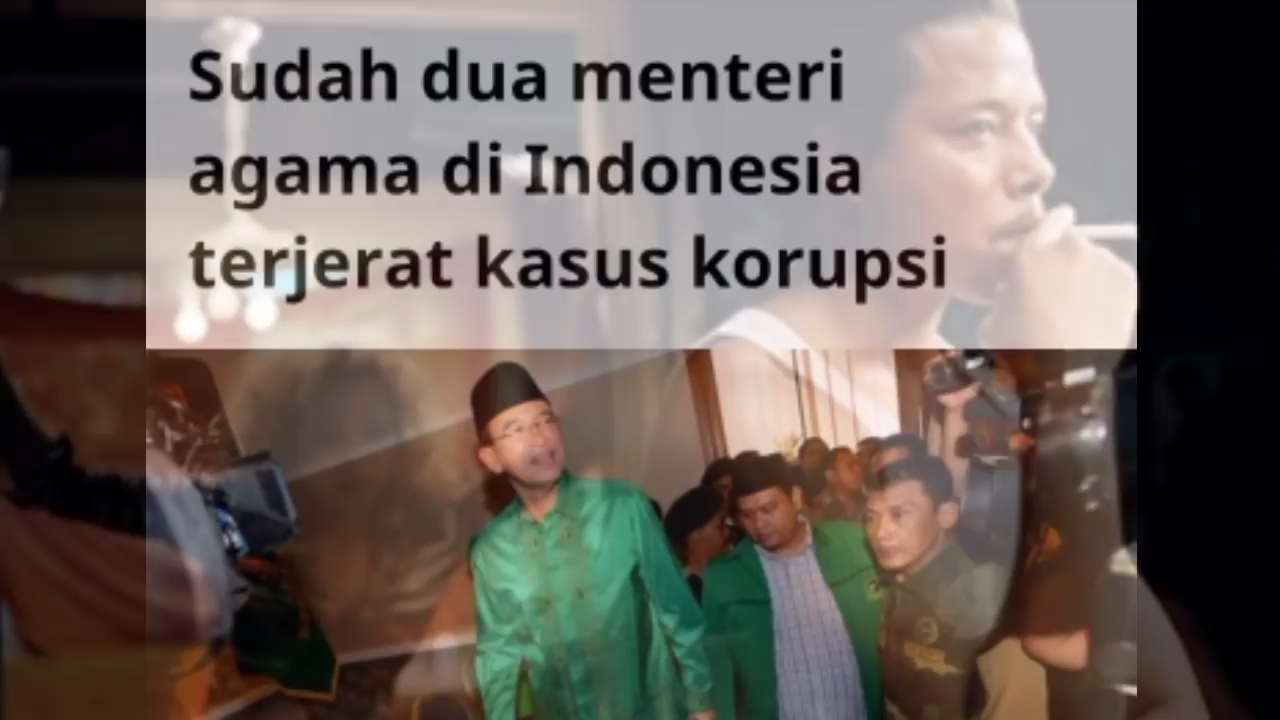 Sudah dua menteri
agama di Indonesia
terjerat kasus korupsi